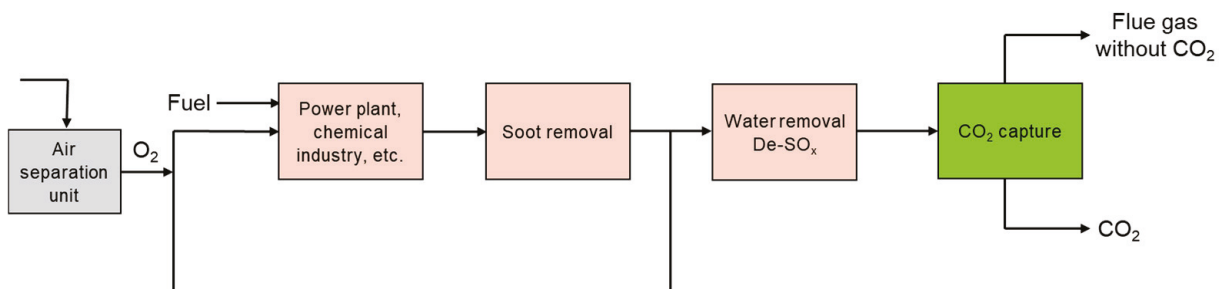 Flue gas
without CO₂
Fuel
Power plant,
chemical
industry, etc.
Soot removal
Water removal
De-SOₓ
CO₂ capture
Air
separation
unit
O₂
CO₂